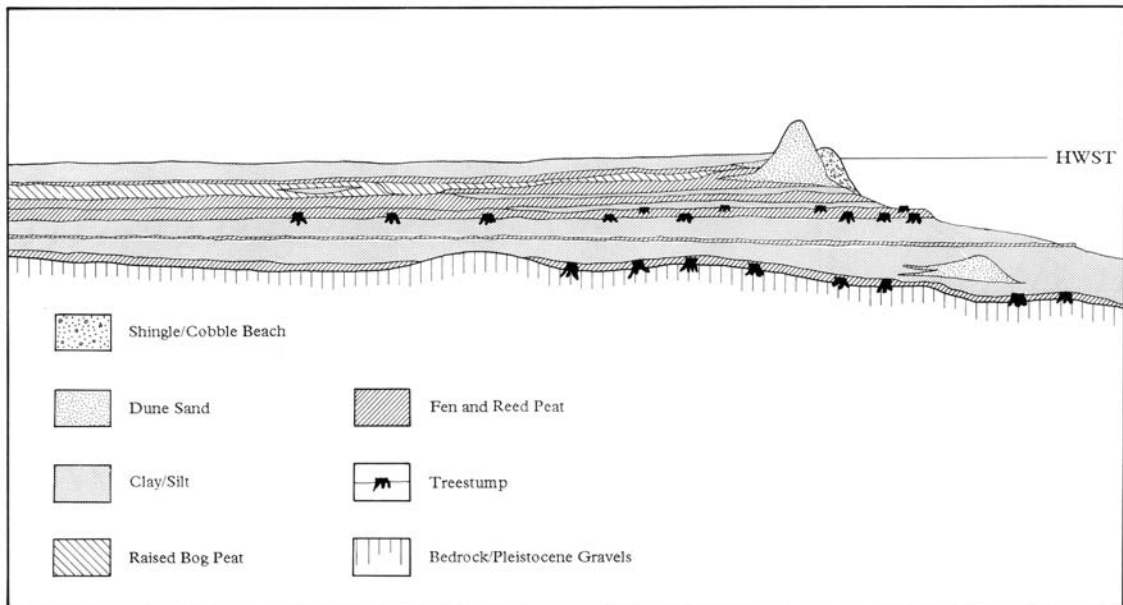 HWST
Shingle/Cobble Beach
Dune Sand
Fen and Reed Peat
Clay/Silt
Treestump
Raised Bog Peat
Bedrock/Pleistocene Gravels